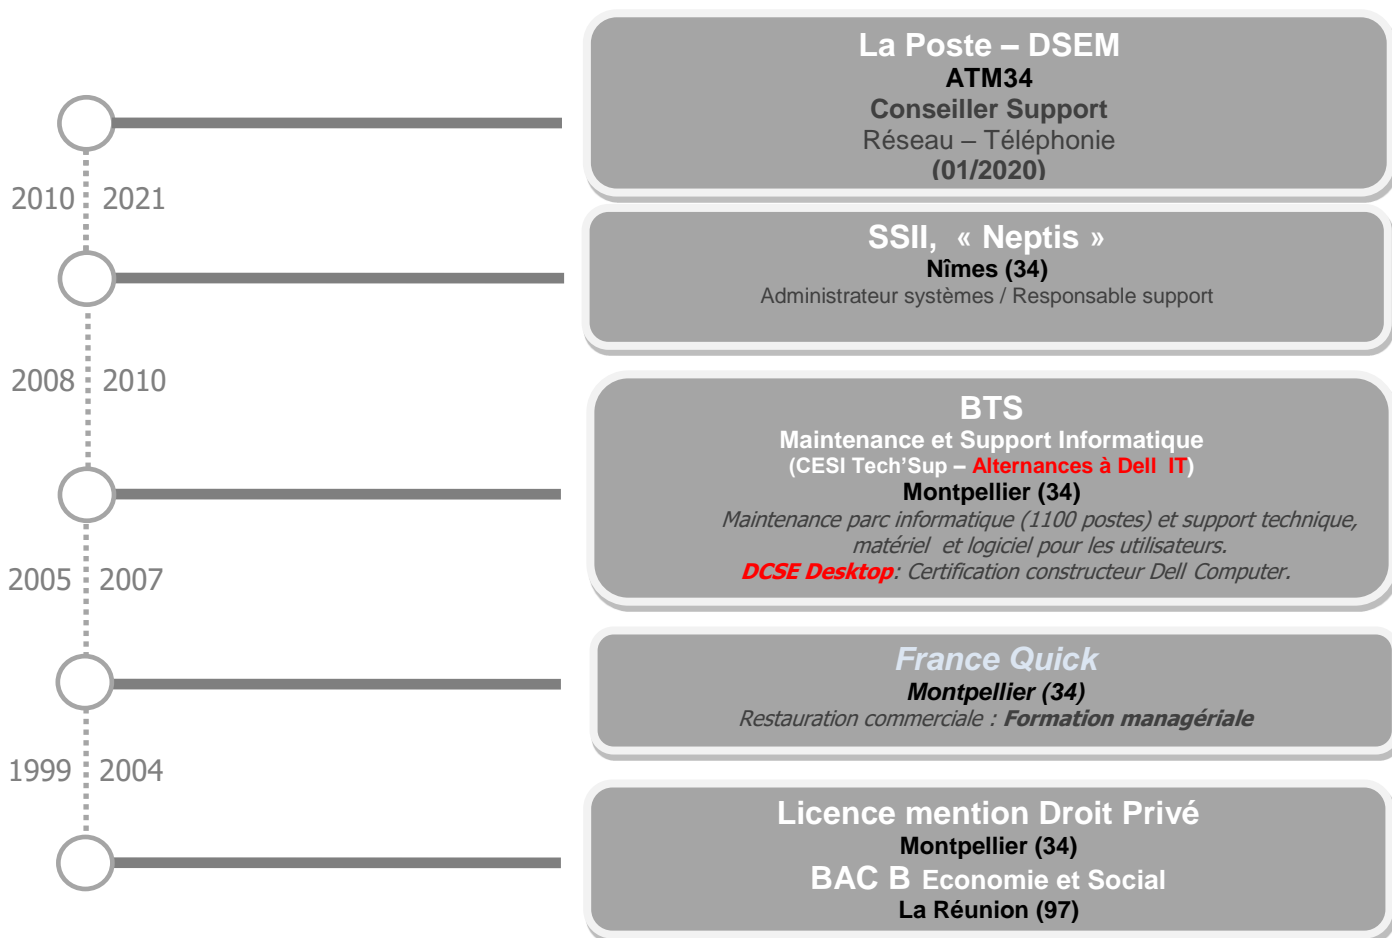 La Poste – DSEM
ATM34
Conseiller Support
Réseau – Téléphonie
(01/2020)
2010 2021
SSII, « Neptis »
Nîmes (34)
Administrateur systèmes / Responsable support
2008 2010
BTS
Maintenance et Support Informatique
(CESI Tech'Sup – Alternances à Dell IT)
Montpellier (34)
Maintenance parc informatique (1100 postes) et support technique,
matériel et logiciel pour les utilisateurs.
DCSE Desktop: Certification constructeur Dell Computer.
2005 2007
France Quick
Montpellier (34)
Restauration commerciale : Formation managériale
1999 2004
Licence mention Droit Privé
Montpellier (34)
BAC B Economie et Social
La Réunion (97)